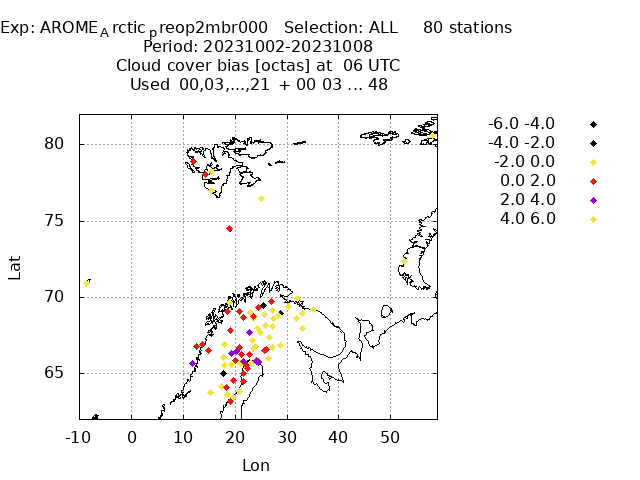 Exp: AROME_Arctic_preop2mbr000 Selection: ALL 80 stations
Period: 20231002-20231008
Cloud cover bias [octas] at 06 UTC
Used 00,03,...,21 + 00 03 ... 48
-6.0 -4.0
-4.0 -2.0
-2.0 0.0
0.0 2.0
2.0 4.0
4.0 6.0
80
75
70
65
Lat
-10 0 10 20 30 40 50
Lon